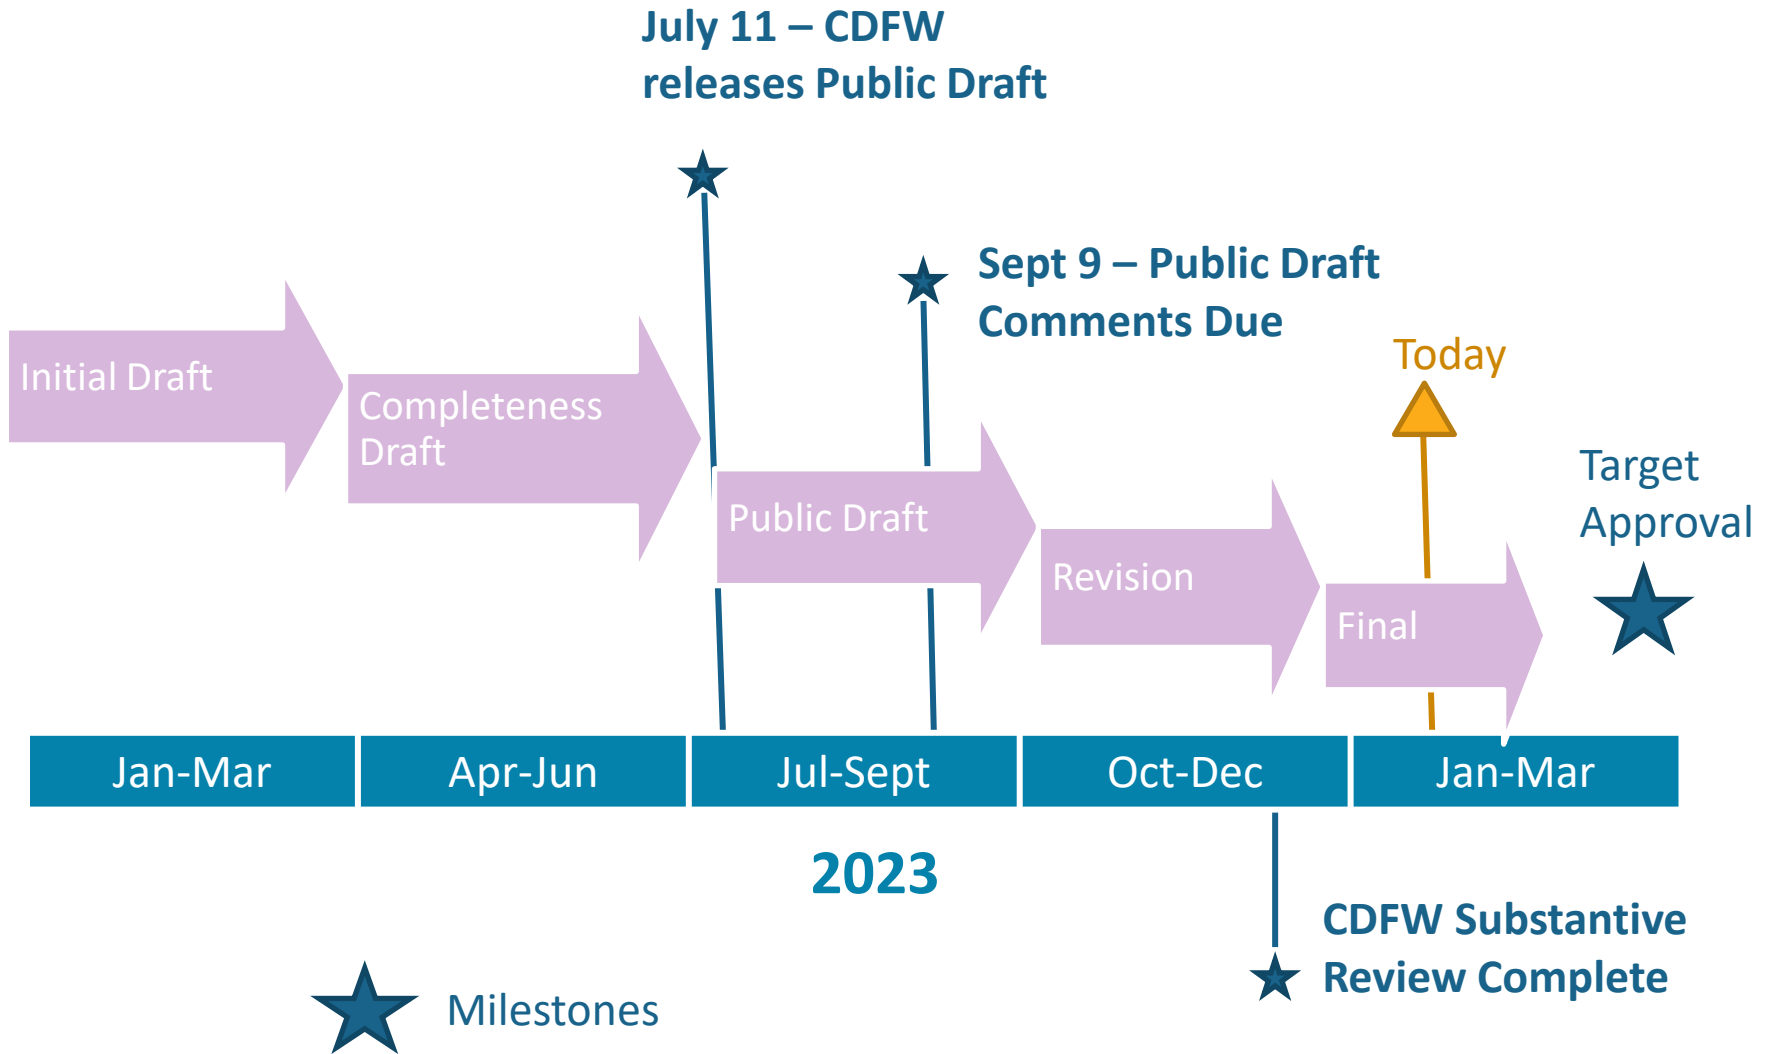 July 11 – CDFW
releases Public Draft
Sept 9 – Public Draft
Comments Due
Today
Initial Draft
Completeness
Draft
Target
Approval
Public Draft
Revision
Final
Jan-Mar
Apr-Jun
Jul-Sept
Oct-Dec
Jan-Mar
2023
CDFW Substantive
Review Complete
Milestones